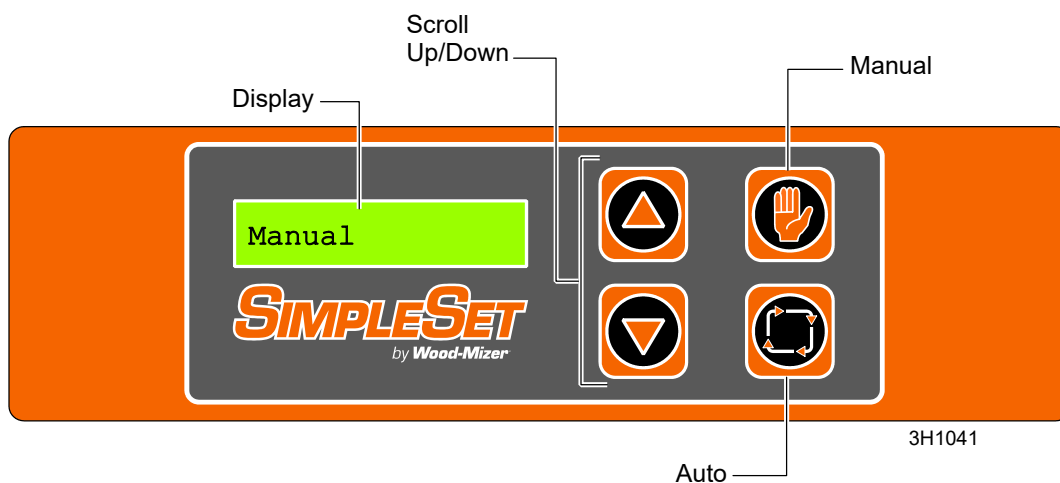 Scroll
Up/Down
Manual
Display
Manual
SIMPLESET
by Wood-Mizer
3H1041
Auto